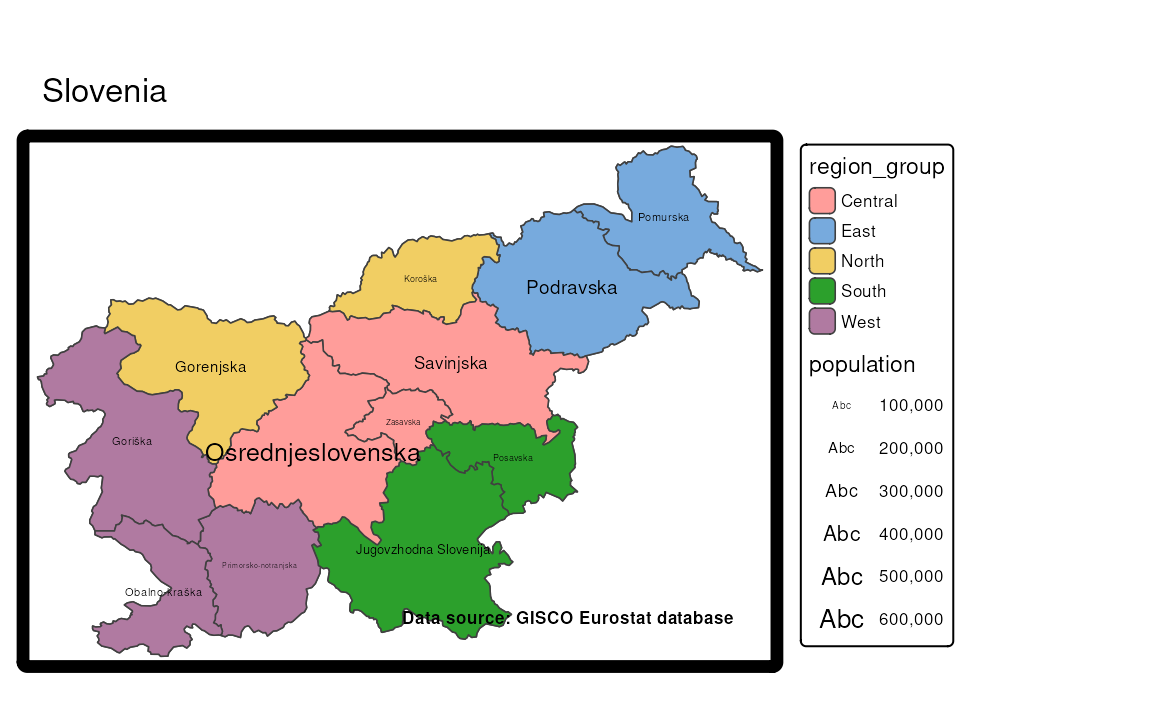 Slovenia
Pomurska
Koroška
Podravska
Gorenjska
Savinjska
Zasavska
Goriška
Osrednjeslovenska
Posavska
Jugovzhodna Slovenija
Primorsko-notranjska
Obalno-kraška
Data source: GISCO Eurostat database
region_group
Central
East
North
South
West
population
Abc 100,000
Abc 200,000
Abc 300,000
Abc 400,000
Abc 500,000
Abc 600,000